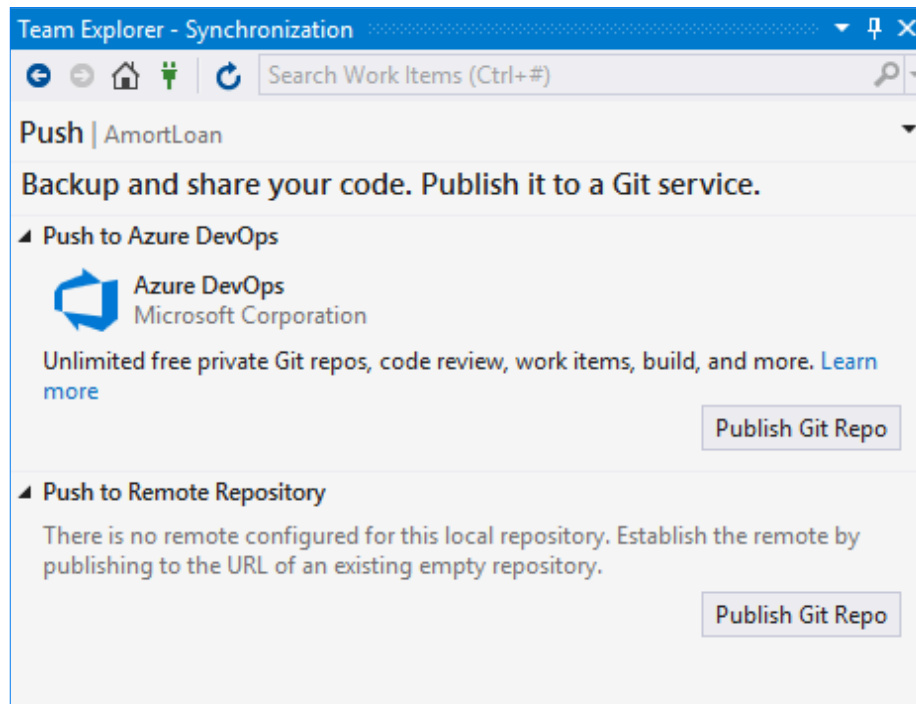 Team Explorer - Synchronization
Search Work Items (Ctrl+#)
Push | AmortLoan
Backup and share your code. Publish it to a Git service.
Push to Azure DevOps
Azure DevOps
Microsoft Corporation
Unlimited free private Git repos, code review, work items, build, and more. Learn
more
Publish Git Repo
Push to Remote Repository
There is no remote configured for this local repository. Establish the remote by
publishing to the URL of an existing empty repository.
Publish Git Repo